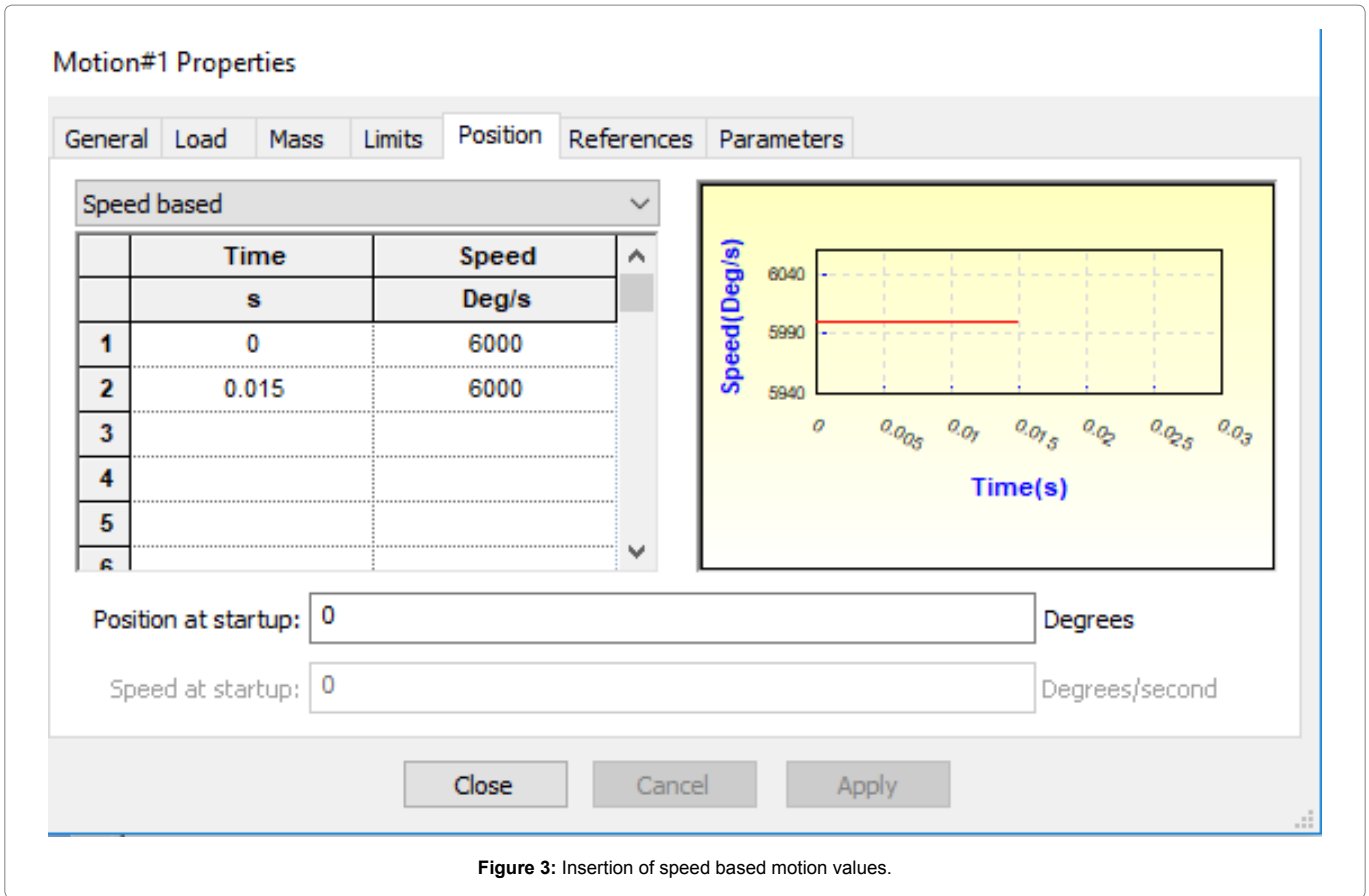 Motion#1 Properties
General Load Mass Limits Position References Parameters
Speed based
Time Speed
s Deg/s
1 0 6000
2 0.015 6000
3
4
5
6
Speed(Deg/s)
6040
5990
5940
0 0.005 0.01 0.015 0.02 0.025 0.03
Time(s)
Position at startup: 0 Degrees
Speed at startup: 0 Degrees/second
Close Cancel Apply
Figure 3: Insertion of speed based motion values.